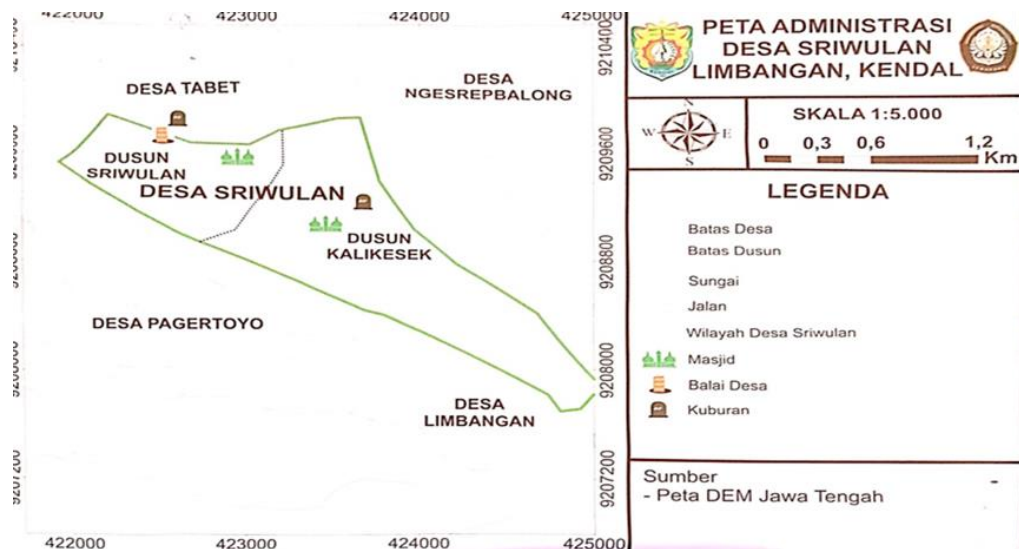 422000 423000 424000 425000
PETA ADMINISTRASI
DESA SRIWULAN
LIMBANGAN, KENDAL
9210400
N
W E
S
SKALA 1:5.000
0 0,3 0,6 1,2
Km
DESA TABET
DESA
NGESREPBALONG
9209600
DUSUN
SRIWULAN
DESA SRIWULAN
DUSUN
KALIKESEK
9208800
DESA PAGERTOYO
9208000
DESA
LIMBANGAN
9207200
422000 423000 424000 425000
LEGENDA
Batas Desa
Batas Dusun
Sungai
Jalan
Wilayah Desa Sriwulan
Masjid
Balai Desa
Kuburan
Sumber -
- Peta DEM Jawa Tengah